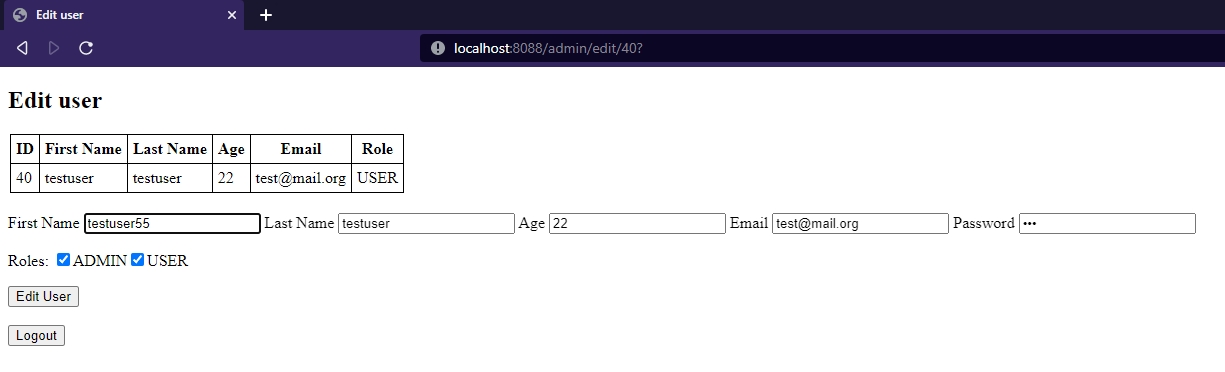 Edit user
localhost:8088/admin/edit/40?
Edit user
ID First Name Last Name Age Email Role
40 testuser testuser 22 test@mail.org USER
First Name testuser55 Last Name testuser Age 22 Email test@mail.org Password •••
Roles: ADMIN USER
Edit User
Logout